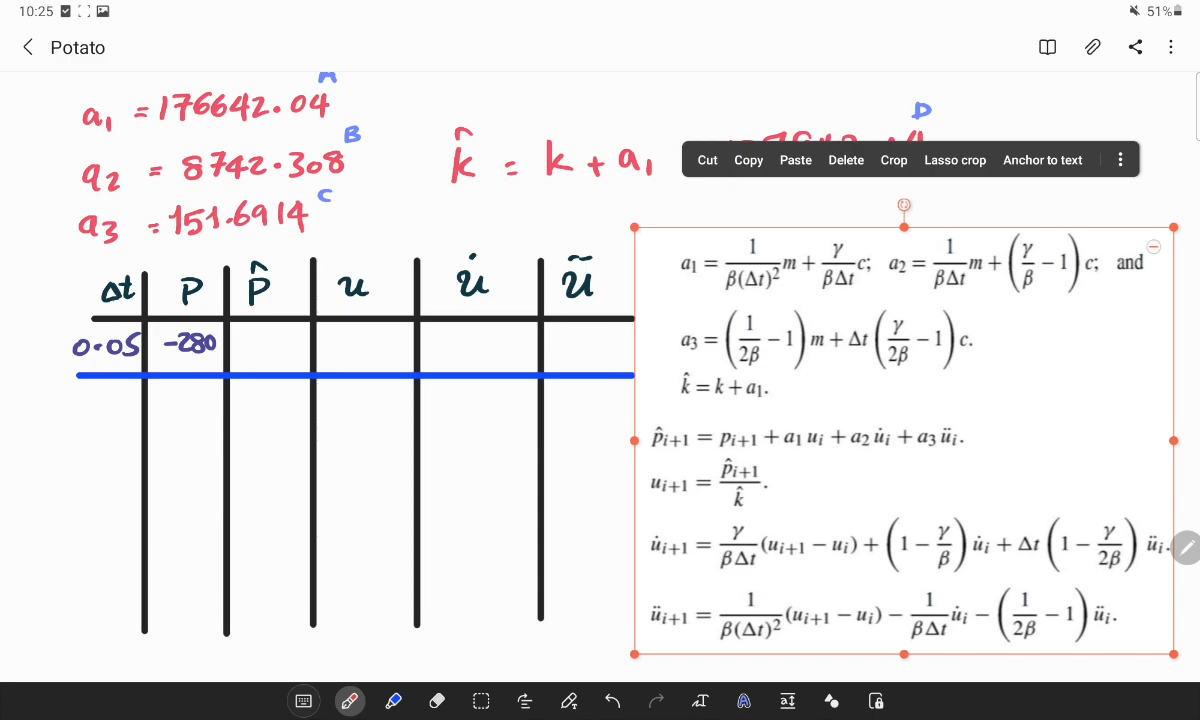 10:25 51%
Potato
A
a₁ = 176642.04
B
a₂ = 8742.308
C
a₃ = 151.6914
k̂ = k + a₁
D
Cut Copy Paste Delete Crop Lasso crop Anchor to text
Δt P P̂ u u̇ ü
0.05 -280
a₁ = 1/(β(Δt)²) m + γ/(βΔt) c; a₂ = 1/(βΔt) m + (γ/β − 1) c; and
a₃ = (1/(2β) − 1) m + Δt (γ/(2β) − 1) c.
k̂ = k + a₁.
p̂ᵢ₊₁ = pᵢ₊₁ + a₁ uᵢ + a₂ u̇ᵢ + a₃ üᵢ.
uᵢ₊₁ = p̂ᵢ₊₁/k̂.
u̇ᵢ₊₁ = γ/(βΔt) (uᵢ₊₁ − uᵢ) + (1 − γ/β) u̇ᵢ + Δt (1 − γ/(2β)) üᵢ.
üᵢ₊₁ = 1/(β(Δt)²) (uᵢ₊₁ − uᵢ) − 1/(βΔt) u̇ᵢ − (1/(2β) − 1) üᵢ.